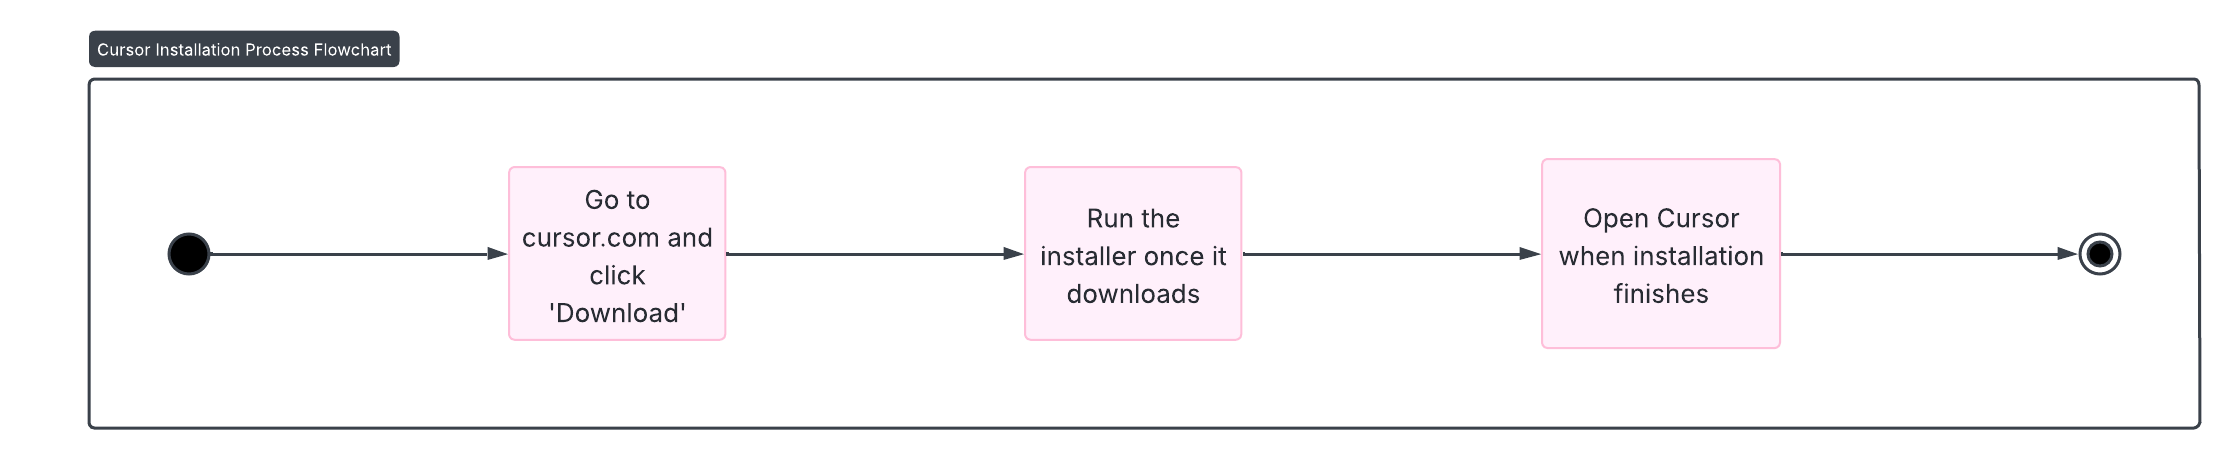 Cursor Installation Process Flowchart
Go to
cursor.com and
click
'Download'
Run the
installer once it
downloads
Open Cursor
when installation
finishes